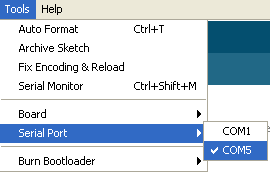 Tools Help
Auto Format Ctrl+T
Archive Sketch
Fix Encoding & Reload
Serial Monitor Ctrl+Shift+M
Board
Serial Port
COM1
COM5
Burn Bootloader